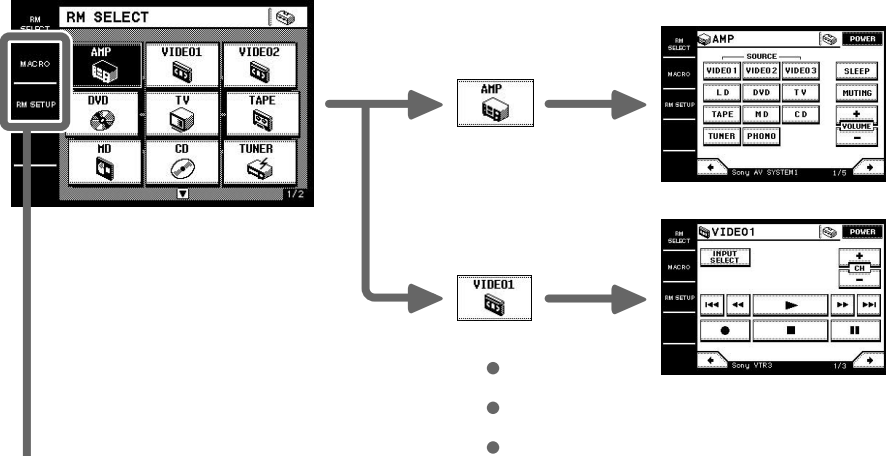 RM
SELECT
RM SELECT
MACRO
RM SETUP
AMP
VIDEO1
VIDEO2
DVD
TV
TAPE
MD
CD
TUNER
1/2
AMP
RM
SELECT
AMP
POWER
SOURCE
MACRO
VIDEO1
VIDEO2
VIDEO3
SLEEP
LD
DVD
TV
MUTING
RM SETUP
TAPE
MD
CD
+
VOLUME
−
TUNER
PHONO
Sony AV SYSTEM1
1/5
VIDEO1
RM
SELECT
VIDEO1
POWER
INPUT
SELECT
+
CH
−
MACRO
RM SETUP
Sony VTR3
1/3